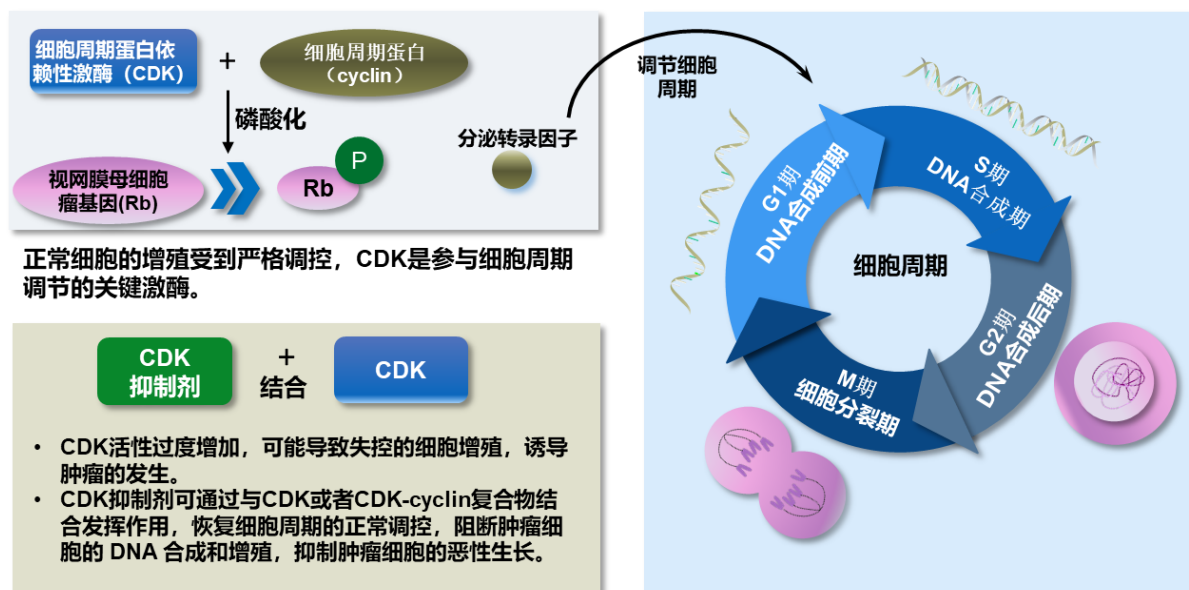 细胞周期蛋白依
赖性激酶（CDK）
+
细胞周期蛋白
（cyclin）
磷酸化
视网膜母细胞
瘤基因(Rb)
Rb
P
分泌转录因子
正常细胞的增殖受到严格调控，CDK是参与细胞周期
调节的关键激酶。
CDK
抑制剂
+
结合
CDK
• CDK活性过度增加，可能导致失控的细胞增殖，诱导
肿瘤的发生。
• CDK抑制剂可通过与CDK或者CDK-cyclin复合物结
合发挥作用，恢复细胞周期的正常调控，阻断肿瘤细
胞的 DNA 合成和增殖，抑制肿瘤细胞的恶性生长。
调节细胞
周期
G1期
DNA合成前期
S期
DNA合成期
细胞周期
G2期
DNA合成后期
M期
细胞分裂期